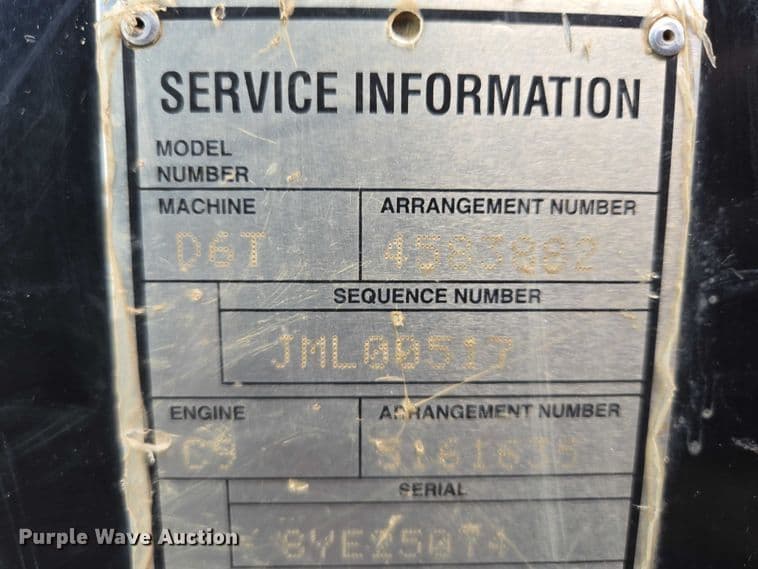 SERVICE INFORMATION
MODEL
NUMBER
MACHINE
ARRANGEMENT NUMBER
D6T
4583882
SEQUENCE NUMBER
JML00517
ENGINE
ARRANGEMENT NUMBER
C9
SERIAL
Purple Wave Auction